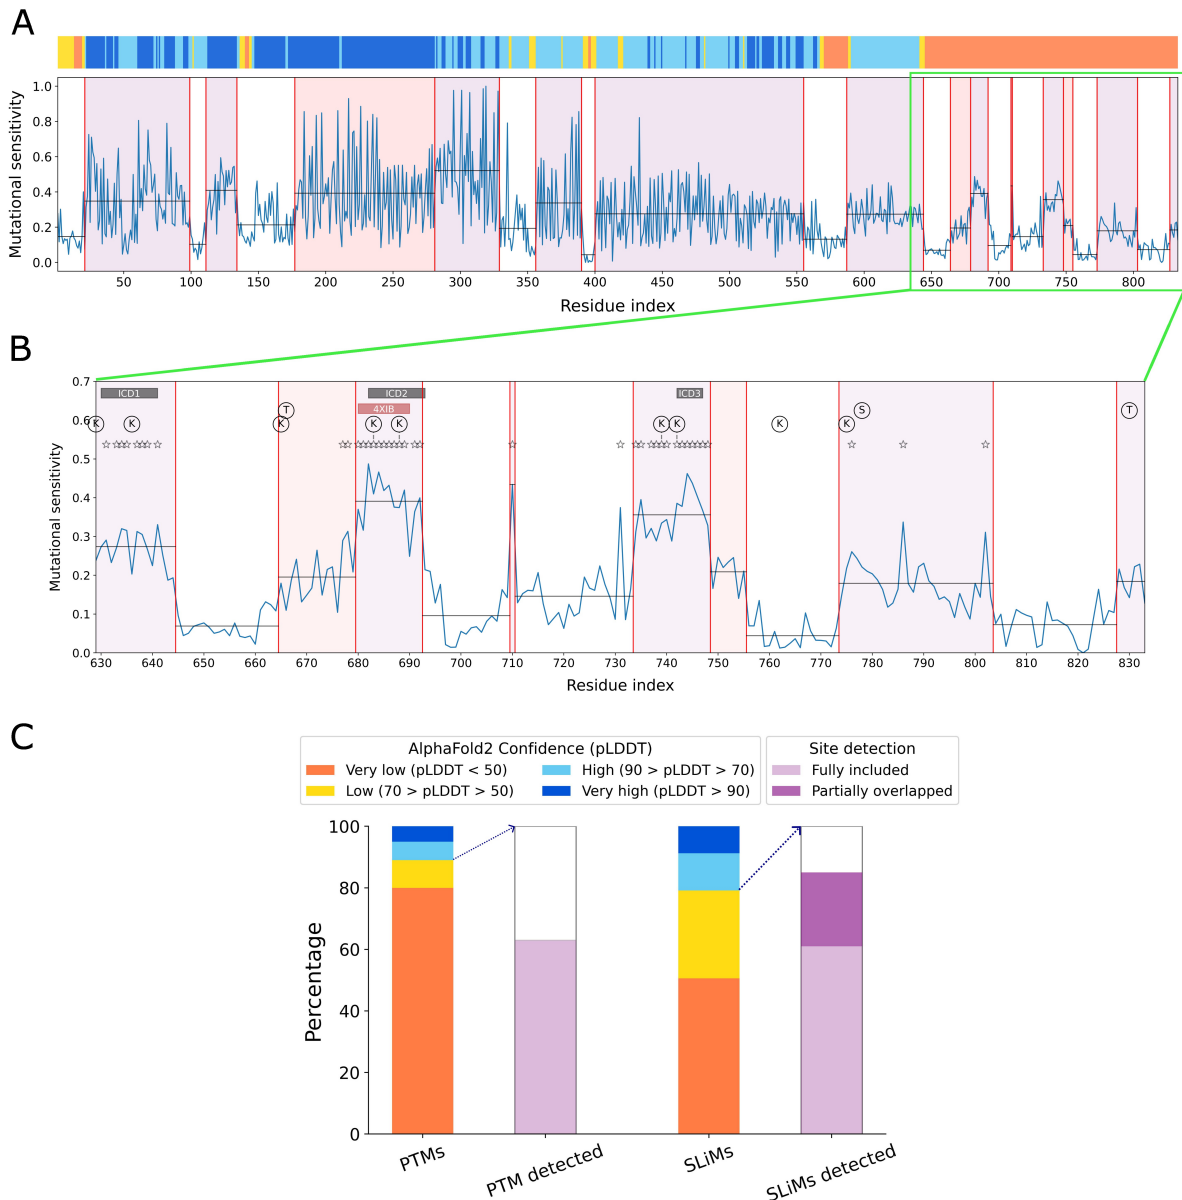 A
Mutational sensitivity
1.0
0.8
0.6
0.4
0.2
0.0
50 100 150 200 250 300 350 400 450 500 550 600 650 700 750 800
Residue index
B
Mutational sensitivity
0.7
0.6
0.5
0.4
0.3
0.2
0.1
0.0
ICD1 ICD2 ICD3
4XIB
T S T
K K K K K K K K K
630 640 650 660 670 680 690 700 710 720 730 740 750 760 770 780 790 800 810 820 830
Residue index
C
AlphaFold2 Confidence (pLDDT)
Very low (pLDDT < 50)
Low (70 > pLDDT > 50)
High (90 > pLDDT > 70)
Very high (pLDDT > 90)
Site detection
Fully included
Partially overlapped
Percentage
100
80
60
40
20
0
PTMs
PTM detected
SLiMs
SLiMs detected